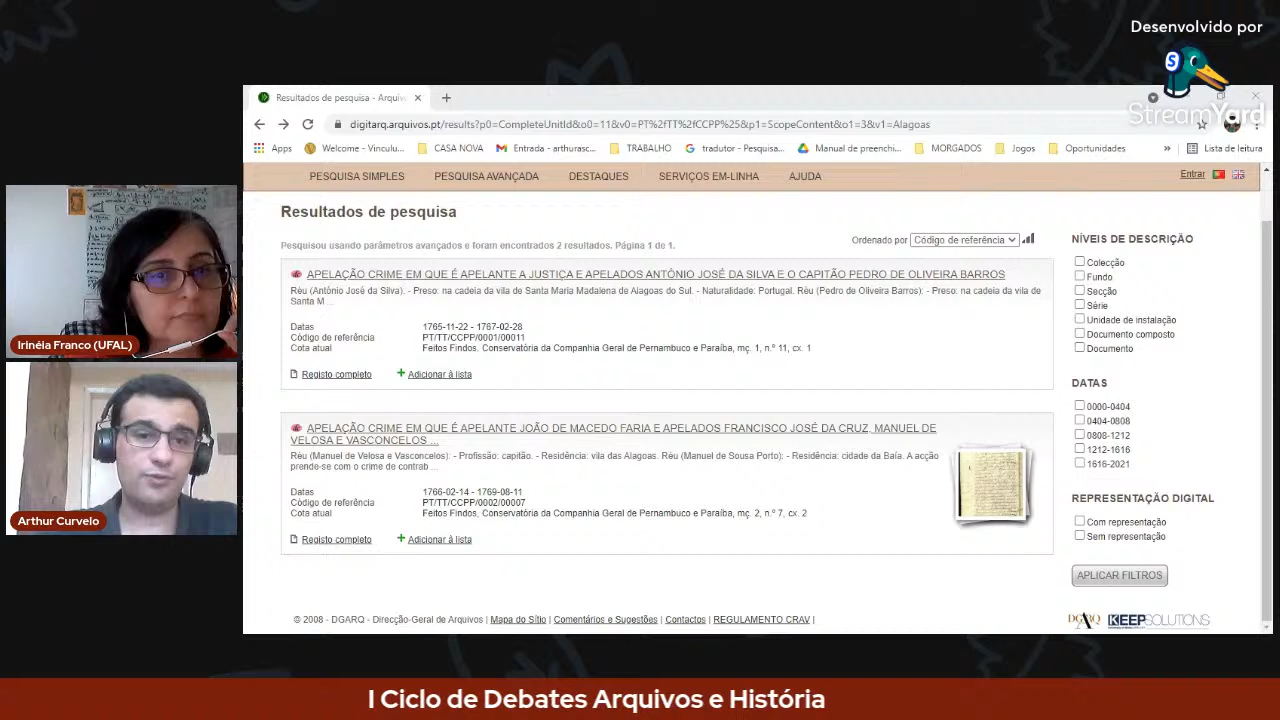 Desenvolvido por
StreamYard
Resultados de pesquisa - Arquivo
digitarq.arquivos.pt/results?p0=CompleteUnitId&o0=11&v0=PT%2fTT%2fCCPP%25&p1=ScopeContent&o1=3&v1=Alagoas
Apps Welcome - Vinculu... CASA NOVA Entrada - arthurasc... TRABALHO tradutor - Pesquisa... Manual de preenchi... MORGADOS Jogos Oportunidades » Lista de leitura
PESQUISA SIMPLES PESQUISA AVANÇADA DESTAQUES SERVIÇOS EM-LINHA AJUDA Entrar
Resultados de pesquisa
Pesquisou usando parâmetros avançados e foram encontrados 2 resultados. Página 1 de 1.
Ordenado por Código de referência
APELAÇÃO CRIME EM QUE É APELANTE A JUSTIÇA E APELADOS ANTÓNIO JOSÉ DA SILVA E O CAPITÃO PEDRO DE OLIVEIRA BARROS
Réu (António José da Silva): - Preso: na cadeia da vila de Santa Maria Madalena de Alagoas do Sul. - Naturalidade: Portugal. Réu (Pedro de Oliveira Barros): - Preso: na cadeia da vila de
Santa M ...
Datas 1765-11-22 - 1767-02-28
Código de referência PT/TT/CCPP/0001/00011
Cota atual Feitos Findos, Conservatória da Companhia Geral de Pernambuco e Paraíba, mç. 1, n.º 11, cx. 1
Registo completo + Adicionar à lista
APELAÇÃO CRIME EM QUE É APELANTE JOÃO DE MACEDO FARIA E APELADOS FRANCISCO JOSÉ DA CRUZ, MANUEL DE
VELOSA E VASCONCELOS ...
Réu (Manuel de Velosa e Vasconcelos): - Profissão: capitão. - Residência: vila das Alagoas. Réu (Manuel de Sousa Porto): - Residência: cidade da Baía. A acção
prende-se com o crime de contrab ...
Datas 1766-02-14 - 1769-08-11
Código de referência PT/TT/CCPP/0002/00007
Cota atual Feitos Findos, Conservatória da Companhia Geral de Pernambuco e Paraíba, mç. 2, n.º 7, cx. 2
Registo completo + Adicionar à lista
NÍVEIS DE DESCRIÇÃO
Colecção
Fundo
Secção
Série
Unidade de instalação
Documento composto
Documento
DATAS
0000-0404
0404-0808
0808-1212
1212-1616
1616-2021
REPRESENTAÇÃO DIGITAL
Com representação
Sem representação
APLICAR FILTROS
© 2008 - DGARQ - Direcção-Geral de Arquivos | Mapa do Sítio | Comentários e Sugestões | Contactos | REGULAMENTO CRAV |
DGARQ KEEPSOLUTIONS
Irinéia Franco (UFAL)
Arthur Curvelo
I Ciclo de Debates Arquivos e História